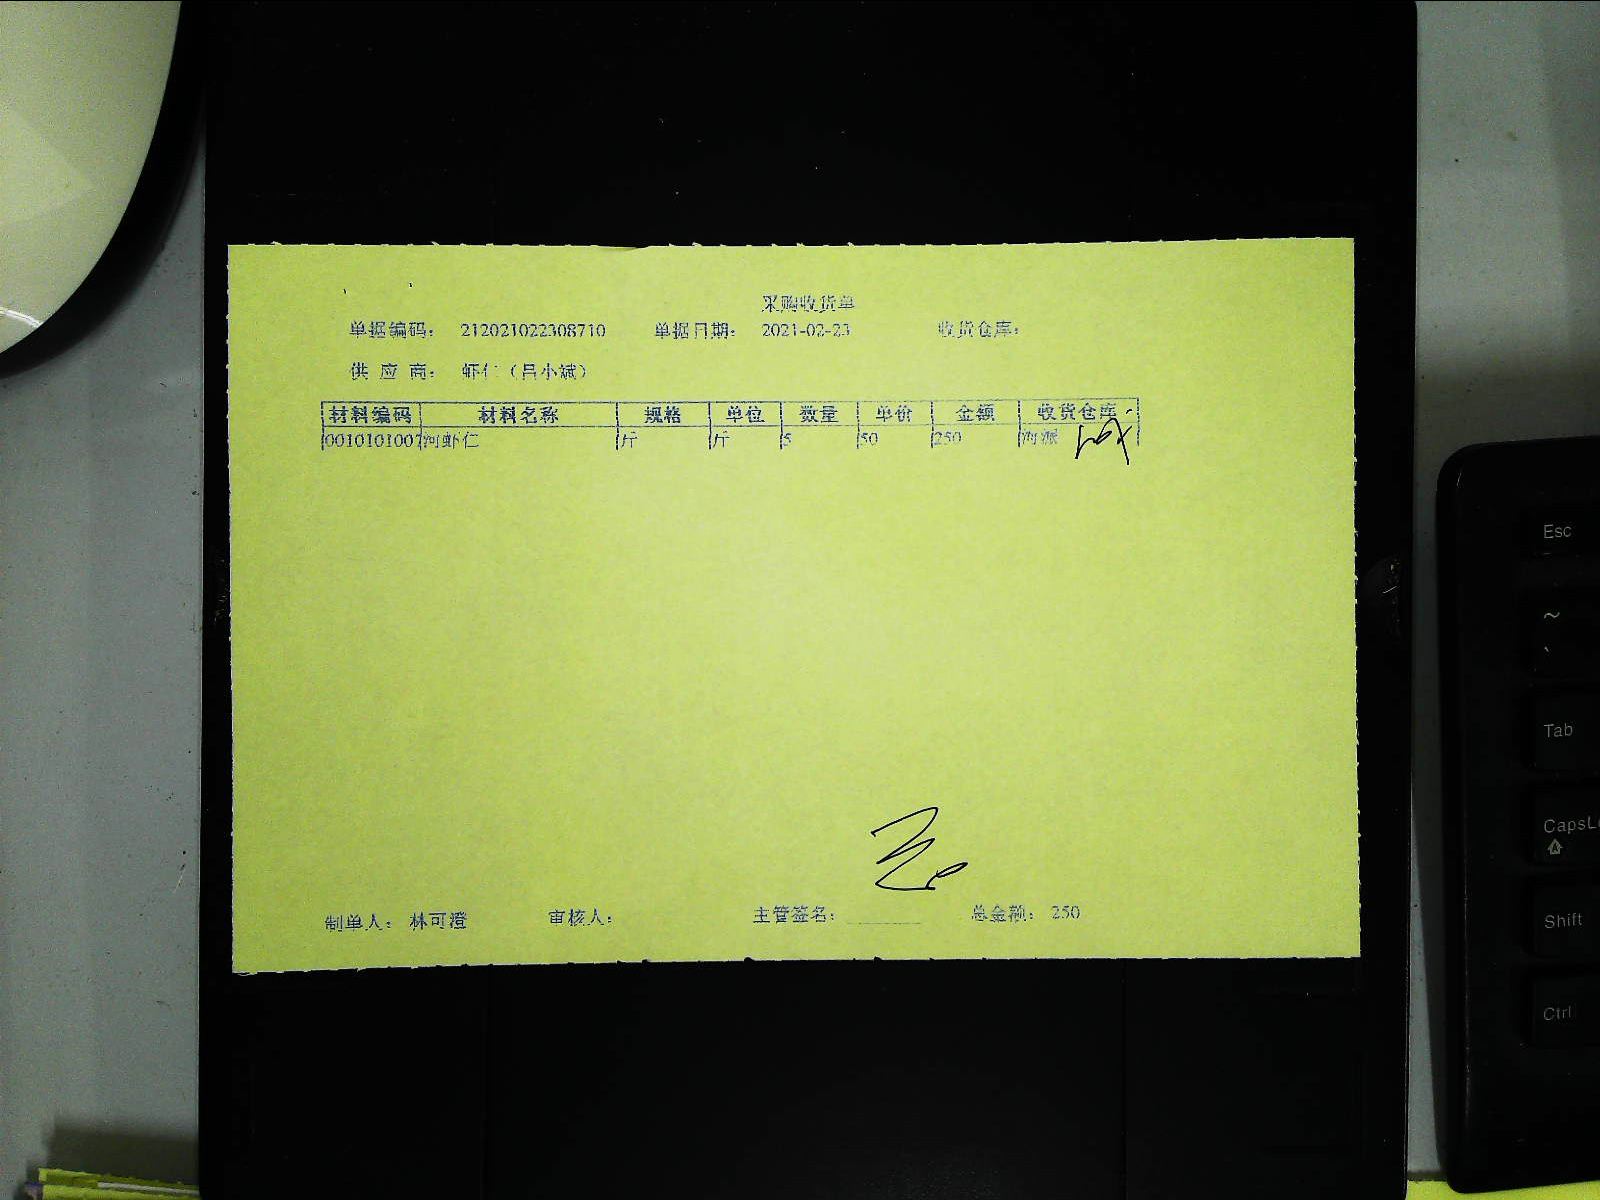 采购收货单
单据编码： 212021022308710 单据日期： 2021-02-23 收货仓库：
供 应 商： 虾仁（吕小斌）
材料编码 材料名称 规格 单位 数量 单价 金额 收货仓库
0010101007 河虾仁 斤 斤 5 50 250 海派
制单人： 林可澄 审核人： 主管签名： 总金额： 250
Esc
~
`
Tab
CapsLo
Shift
Ctrl